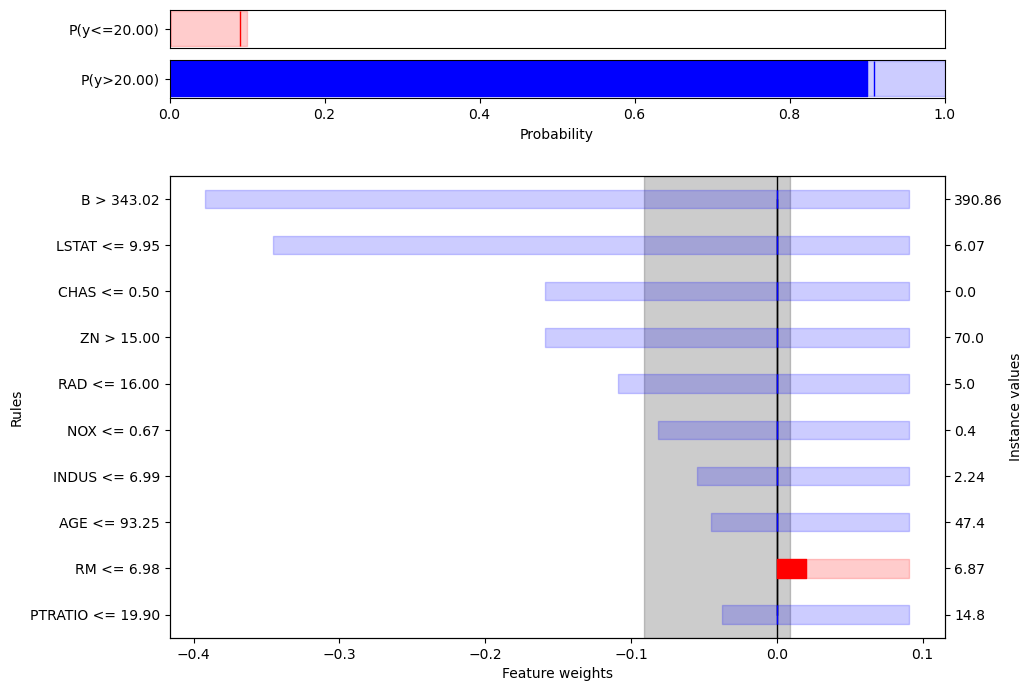 P(y<=20.00)
P(y>20.00)
0.0 0.2 0.4 0.6 0.8 1.0
Probability
B > 343.02 390.86
LSTAT <= 9.95 6.07
CHAS <= 0.50 0.0
ZN > 15.00 70.0
RAD <= 16.00 5.0
NOX <= 0.67 0.4
INDUS <= 6.99 2.24
AGE <= 93.25 47.4
RM <= 6.98 6.87
PTRATIO <= 19.90 14.8
Rules
Instance values
−0.4 −0.3 −0.2 −0.1 0.0 0.1
Feature weights